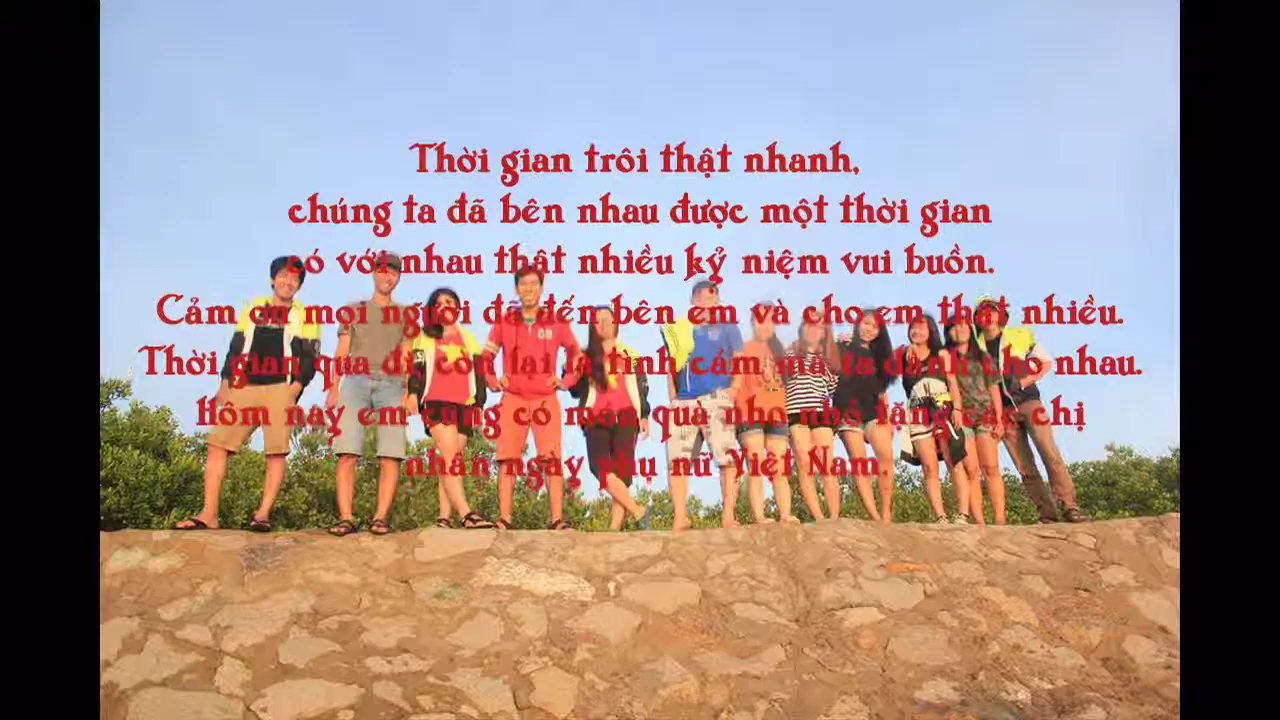 Thời gian trôi thật nhanh,
chúng ta đã bên nhau được một thời gian
có với nhau thật nhiều kỷ niệm vui buồn.
Cảm ơn mọi người đã đến bên em và cho em thật nhiều.
Thời gian qua đi, còn lại là tình cảm mà ta dành cho nhau.
Hôm nay em cũng có món quà nho nhỏ tặng các chị
nhân ngày phụ nữ Việt Nam.